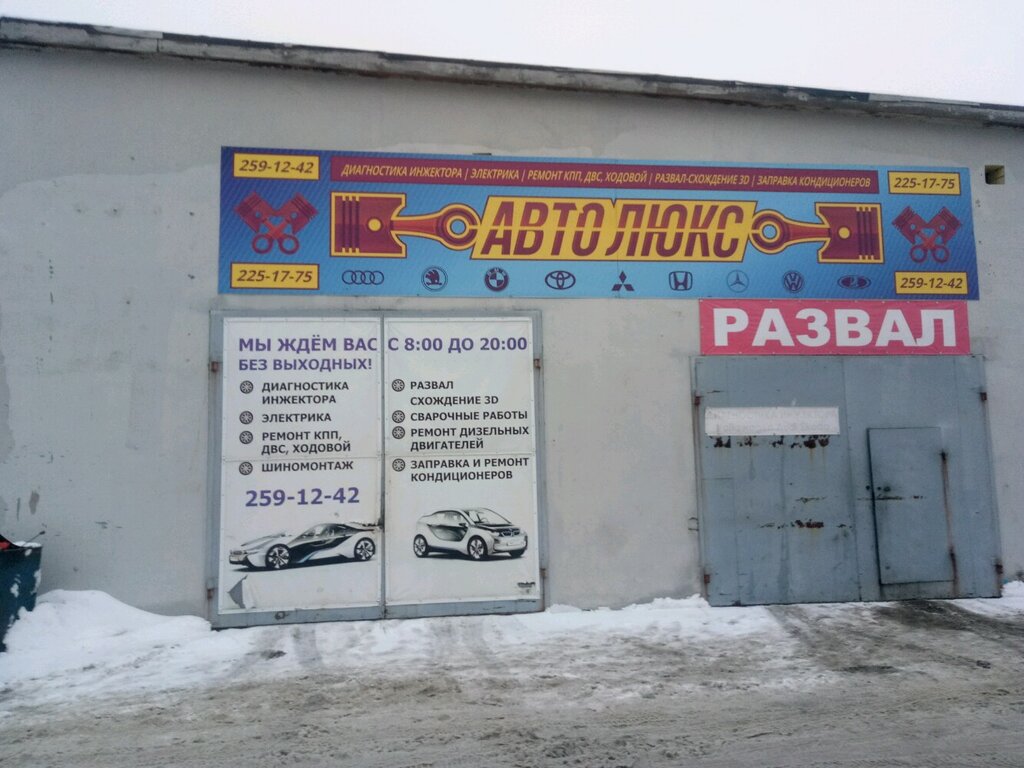 259-12-42
ДИАГНОСТИКА ИНЖЕКТОРА | ЭЛЕКТРИКА | РЕМОНТ КПП, ДВС, ХОДОВОЙ | РАЗВАЛ-СХОЖДЕНИЕ 3D | ЗАПРАВКА КОНДИЦИОНЕРОВ
225-17-75
АВТОЛЮКС
225-17-75
259-12-42
РАЗВАЛ
МЫ ЖДЁМ ВАС С 8:00 ДО 20:00
БЕЗ ВЫХОДНЫХ!
ДИАГНОСТИКА
ИНЖЕКТОРА
ЭЛЕКТРИКА
РЕМОНТ КПП,
ДВС, ХОДОВОЙ
ШИНОМОНТАЖ
259-12-42
РАЗВАЛ
СХОЖДЕНИЕ 3D
СВАРОЧНЫЕ РАБОТЫ
РЕМОНТ ДИЗЕЛЬНЫХ
ДВИГАТЕЛЕЙ
ЗАПРАВКА И РЕМОНТ
КОНДИЦИОНЕРОВ